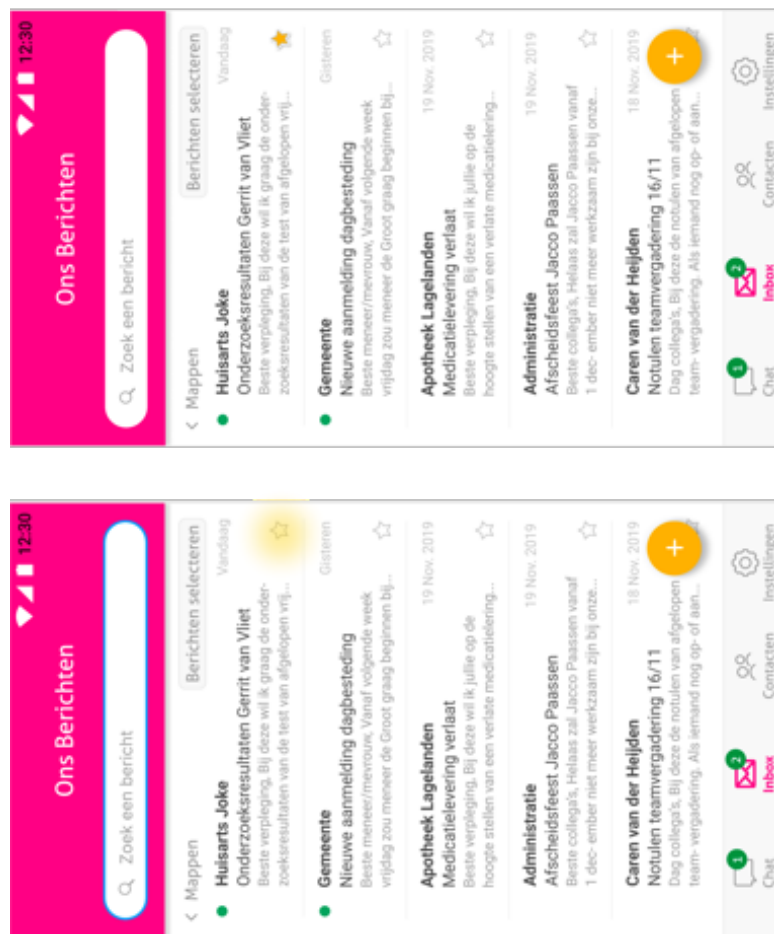 12:30
Ons Berichten
Zoek een bericht
< Mappen
Berichten selecteren
Huisarts Joke
Vandaag
Onderzoeksresultaten Gerrit van Vliet
Beste verpleging, Bij deze wil ik graag de onder-
zoeksresultaten van de test van afgelopen vrij...
Gemeente
Gisteren
Nieuwe aanmelding dagbesteding
Beste meneer/mevrouw, Vanaf volgende week
vrijdag zou meneer de Groot graag beginnen bij...
Apotheek Lagelanden
19 Nov. 2019
Medicatielevering verlaat
Beste verpleging, Bij deze wil ik jullie op de
hoogte stellen van een verlate medicatielering...
Administratie
19 Nov. 2019
Afscheidsfeest Jacco Paassen
Beste collega's, Helaas zal Jacco Paassen vanaf
1 dec- ember niet meer werkzaam zijn bij onze...
Caren van der Heijden
18 Nov. 2019
Notulen teamvergadering 16/11
Dag collega's, Bij deze de notulen van afgelopen
team- vergadering. Als iemand nog op- of aan...
+
1
2
Chat
Inbox
Contacten
Instellingen
12:30
Ons Berichten
Zoek een bericht
< Mappen
Berichten selecteren
Huisarts Joke
Vandaag
Onderzoeksresultaten Gerrit van Vliet
Beste verpleging, Bij deze wil ik graag de onder-
zoeksresultaten van de test van afgelopen vrij...
Gemeente
Gisteren
Nieuwe aanmelding dagbesteding
Beste meneer/mevrouw, Vanaf volgende week
vrijdag zou meneer de Groot graag beginnen bij...
Apotheek Lagelanden
19 Nov. 2019
Medicatielevering verlaat
Beste verpleging, Bij deze wil ik jullie op de
hoogte stellen van een verlate medicatielering...
Administratie
19 Nov. 2019
Afscheidsfeest Jacco Paassen
Beste collega's, Helaas zal Jacco Paassen vanaf
1 dec- ember niet meer werkzaam zijn bij onze...
Caren van der Heijden
18 Nov. 2019
Notulen teamvergadering 16/11
Dag collega's, Bij deze de notulen van afgelopen
team- vergadering. Als iemand nog op- of aan...
+
1
2
Chat
Inbox
Contacten
Instellingen